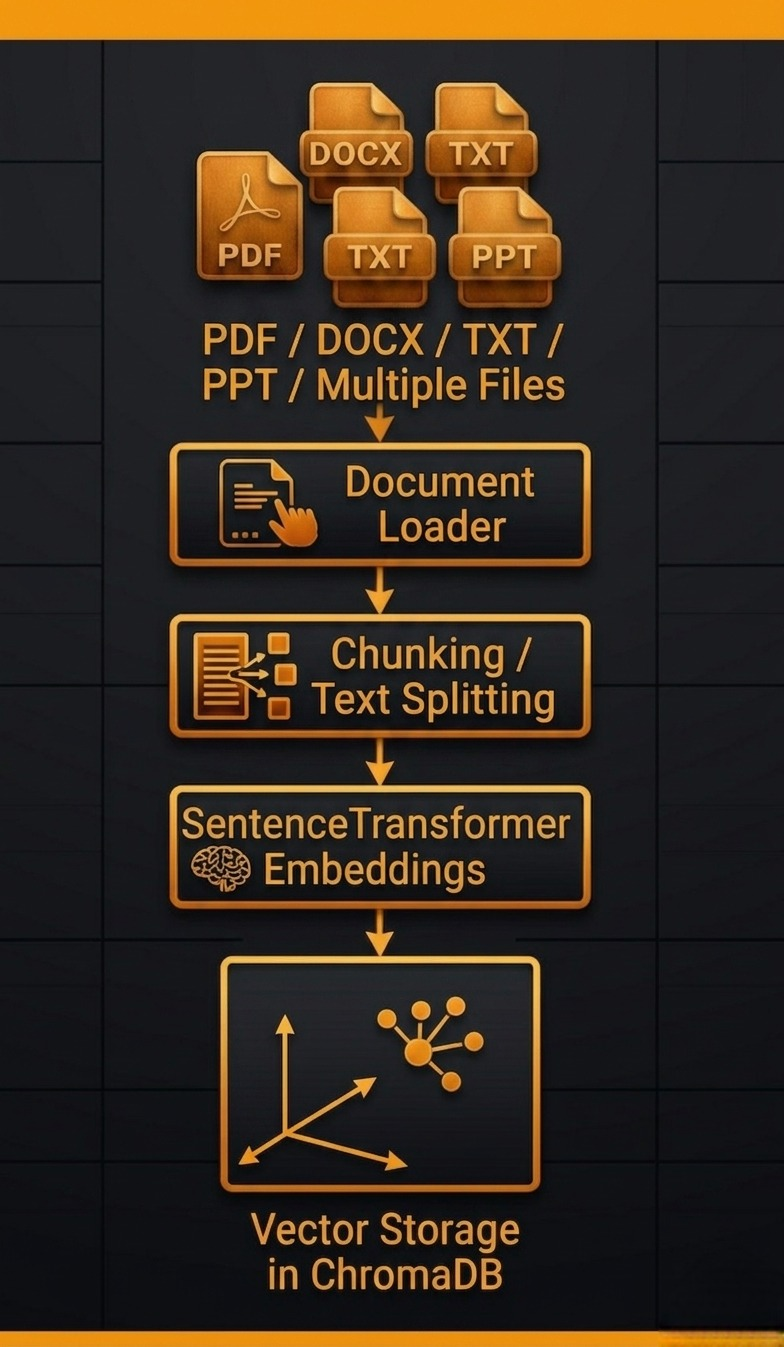 DOCX
TXT
PDF
TXT
PPT
PDF / DOCX / TXT /
PPT / Multiple Files
Document
Loader
Chunking /
Text Splitting
SentenceTransformer
Embeddings
Vector Storage
in ChromaDB